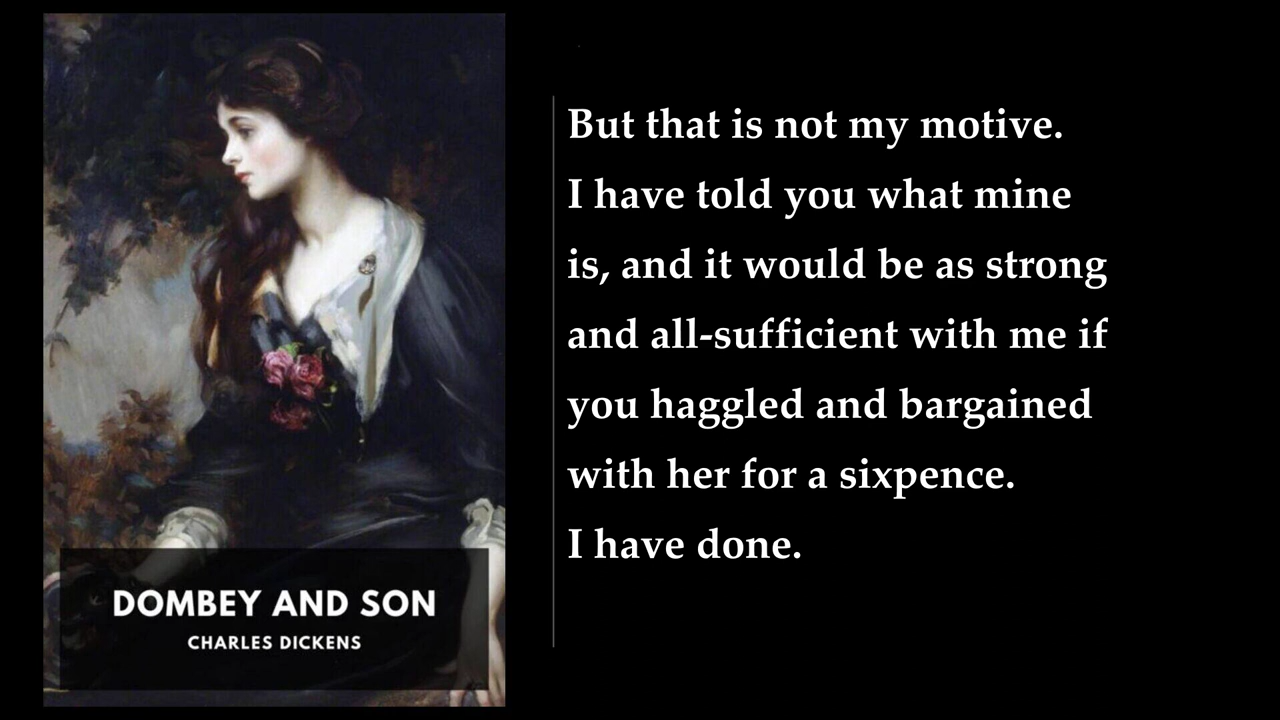 DOMBEY AND SON
CHARLES DICKENS
But that is not my motive.
I have told you what mine
is, and it would be as strong
and all-sufficient with me if
you haggled and bargained
with her for a sixpence.
I have done.